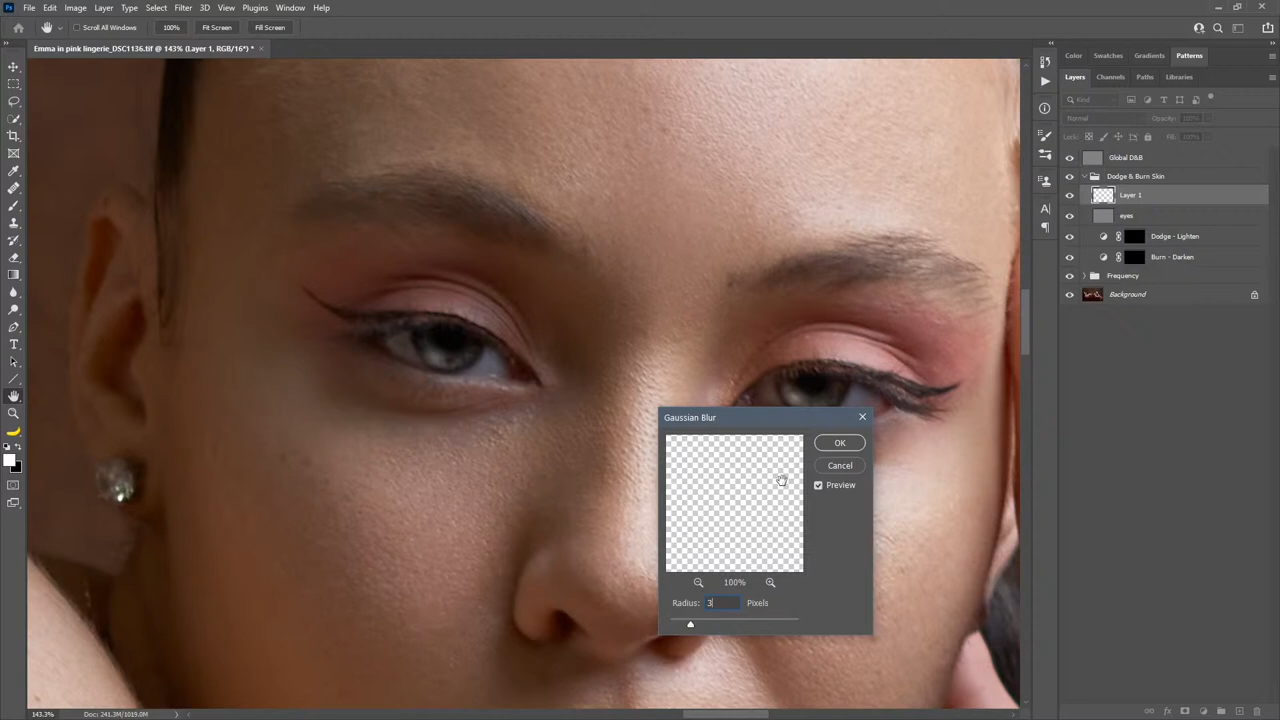 Ps File Edit Image Layer Type Select Filter 3D View Plugins Window Help
Scroll All Windows 100% Fit Screen Fill Screen
Emma in pink lingerie_DSC1136.tif @ 143% (Layer 1, RGB/16*) *
Color Swatches Gradients Patterns
Layers Channels Paths Libraries
Kind
Normal Opacity: 100%
Lock: Fill: 100%
Global D&B
Dodge & Burn Skin
Layer 1
eyes
Dodge - Lighten
Burn - Darken
Frequency
Background
Gaussian Blur
OK
Cancel
Preview
100%
Radius: 3 Pixels
143.3% Doc: 241.3M/1019.0M